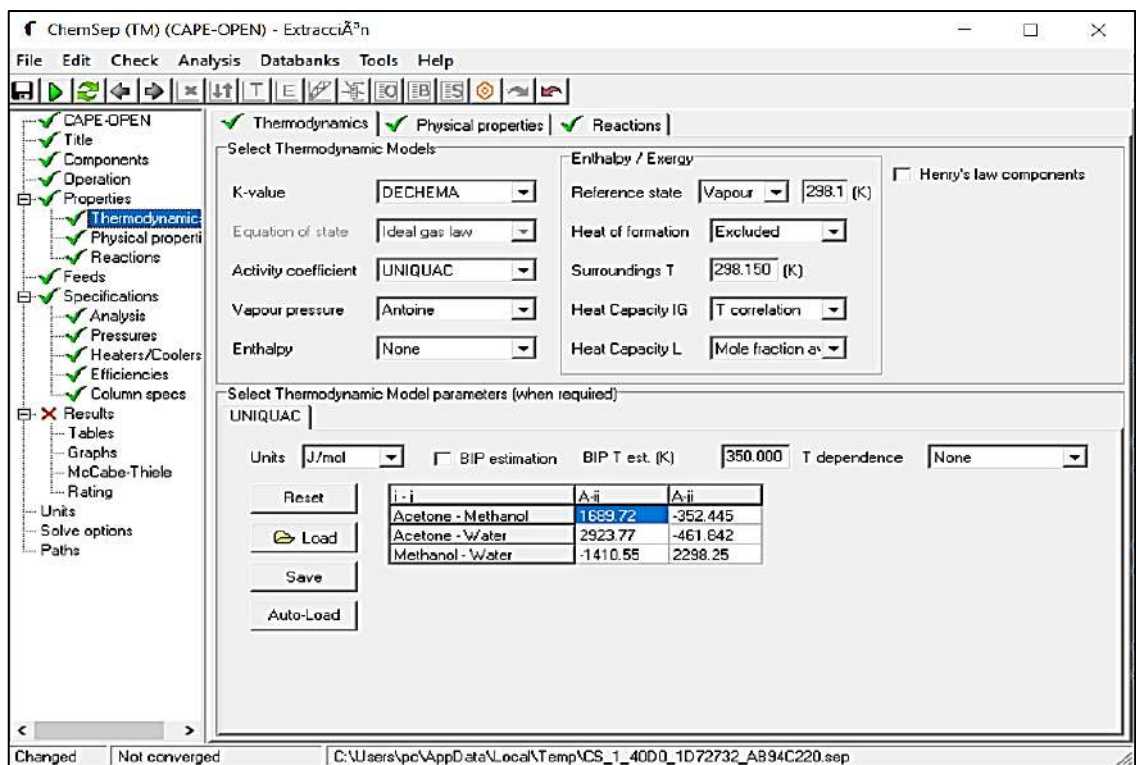 ChemSep (TM) (CAPE-OPEN) - ExtracciÃ³n
File Edit Check Analysis Databanks Tools Help
CAPE-OPEN
Title
Components
Operation
Properties
Thermodynamic
Physical properti
Reactions
Feeds
Specifications
Analysis
Pressures
Heaters/Coolers
Efficiencies
Column specs
Results
Tables
Graphs
McCabe-Thiele
Rating
Units
Solve options
Paths
Thermodynamics Physical properties Reactions
Select Thermodynamic Models
K-value DECHEMA
Equation of state Ideal gas law
Activity coefficient UNIQUAC
Vapour pressure Antoine
Enthalpy None
Enthalpy / Exergy
Reference state Vapour 298.1 (K)
Heat of formation Excluded
Surroundings T 298.150 (K)
Heat Capacity IG T correlation
Heat Capacity L Mole fraction a
Henry's law components
Select Thermodynamic Model parameters (when required)
UNIQUAC
Units J/mol BIP estimation BIP T est. (K) 350.000 T dependence None
Reset
Load
Save
Auto-Load
i - j A-ij A-ji
Acetone - Methanol 1689.72 -352.445
Acetone - Water 2923.77 -461.842
Methanol - Water -1410.55 2298.25
Changed Not converged C:\Users\pc\AppData\Local\Temp\CS_1_40D0_1D72732_AB94C220.sep